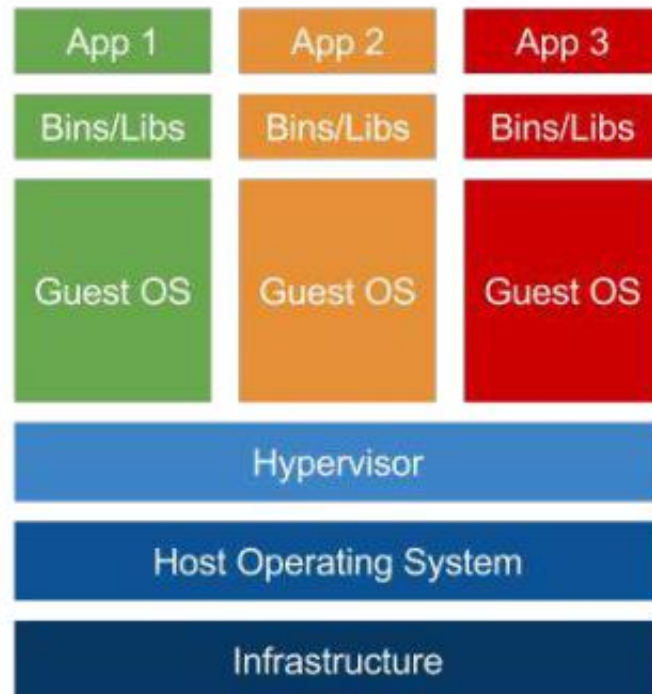 App 1 App 2 App 3
Bins/Libs Bins/Libs Bins/Libs
Guest OS Guest OS Guest OS
Hypervisor
Host Operating System
Infrastructure